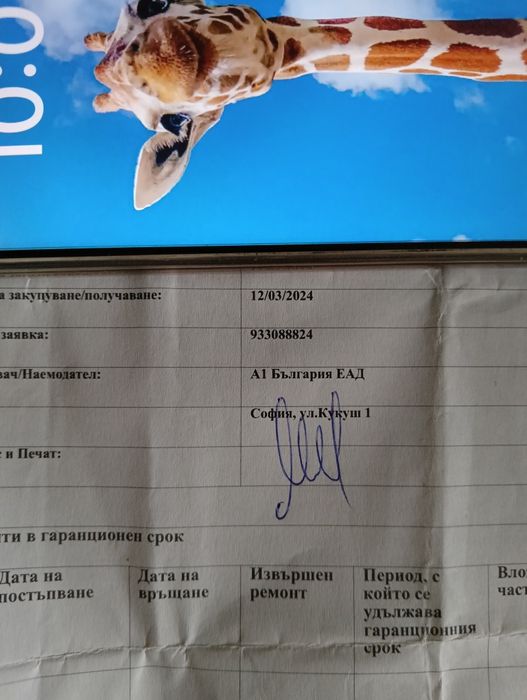 10:0
а закупуване/получаване: 12/03/2024
заявка: 933088824
вач/Наемодател: А1 България ЕАД
София, ул.Кукуш 1
с и Печат:
ти в гаранционен срок
Дата на постъпване
Дата на връщане
Извършен ремонт
Период, с който се удължава гаранционния срок
Вло част